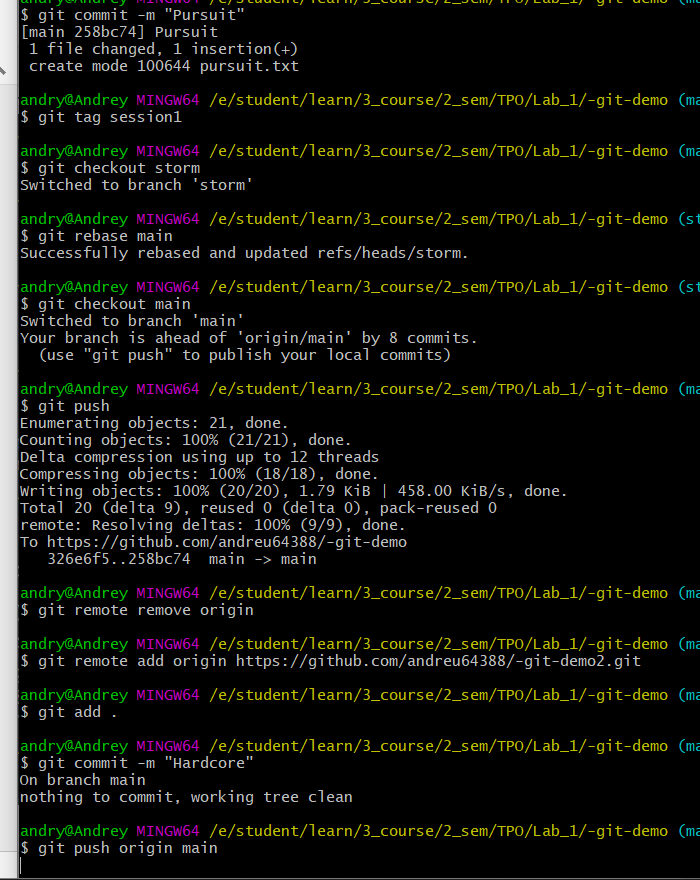 $ git commit -m "Pursuit"
[main 258bc74] Pursuit
 1 file changed, 1 insertion(+)
 create mode 100644 pursuit.txt
andry@Andrey MINGW64 /e/student/learn/3_course/2_sem/TPO/Lab_1/-git-demo (ma
$ git tag session1
andry@Andrey MINGW64 /e/student/learn/3_course/2_sem/TPO/Lab_1/-git-demo (ma
$ git checkout storm
Switched to branch 'storm'
andry@Andrey MINGW64 /e/student/learn/3_course/2_sem/TPO/Lab_1/-git-demo (st
$ git rebase main
Successfully rebased and updated refs/heads/storm.
andry@Andrey MINGW64 /e/student/learn/3_course/2_sem/TPO/Lab_1/-git-demo (st
$ git checkout main
Switched to branch 'main'
Your branch is ahead of 'origin/main' by 8 commits.
  (use "git push" to publish your local commits)
andry@Andrey MINGW64 /e/student/learn/3_course/2_sem/TPO/Lab_1/-git-demo (ma
$ git push
Enumerating objects: 21, done.
Counting objects: 100% (21/21), done.
Delta compression using up to 12 threads
Compressing objects: 100% (18/18), done.
Writing objects: 100% (20/20), 1.79 KiB | 458.00 KiB/s, done.
Total 20 (delta 9), reused 0 (delta 0), pack-reused 0
remote: Resolving deltas: 100% (9/9), done.
To https://github.com/andreu64388/-git-demo
   326e6f5..258bc74  main -> main
andry@Andrey MINGW64 /e/student/learn/3_course/2_sem/TPO/Lab_1/-git-demo (ma
$ git remote remove origin
andry@Andrey MINGW64 /e/student/learn/3_course/2_sem/TPO/Lab_1/-git-demo (ma
$ git remote add origin https://github.com/andreu64388/-git-demo2.git
andry@Andrey MINGW64 /e/student/learn/3_course/2_sem/TPO/Lab_1/-git-demo (ma
$ git add .
andry@Andrey MINGW64 /e/student/learn/3_course/2_sem/TPO/Lab_1/-git-demo (ma
$ git commit -m "Hardcore"
On branch main
nothing to commit, working tree clean
andry@Andrey MINGW64 /e/student/learn/3_course/2_sem/TPO/Lab_1/-git-demo (ma
$ git push origin main